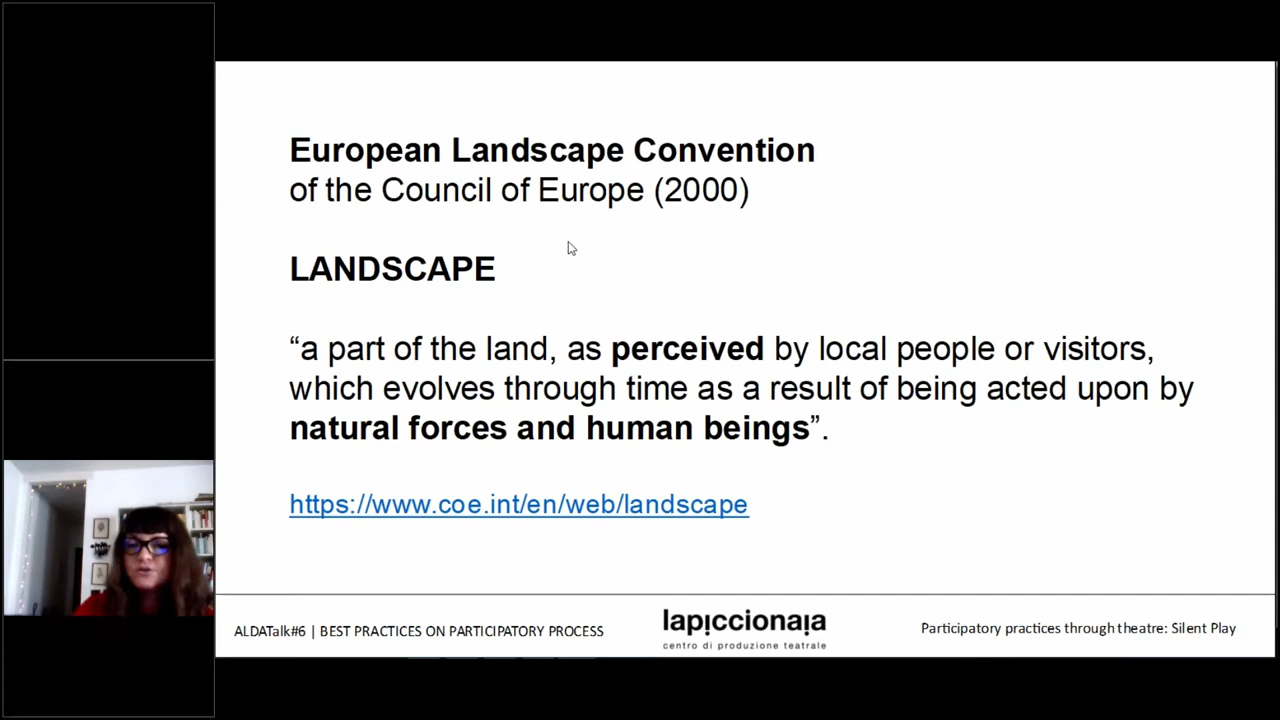 European Landscape Convention
of the Council of Europe (2000)
LANDSCAPE
“a part of the land, as perceived by local people or visitors,
which evolves through time as a result of being acted upon by
natural forces and human beings”.
https://www.coe.int/en/web/landscape
ALDATalk#6 | BEST PRACTICES ON PARTICIPATORY PROCESS
lapiccionaia
centro di produzione teatrale
Participatory practices through theatre: Silent Play